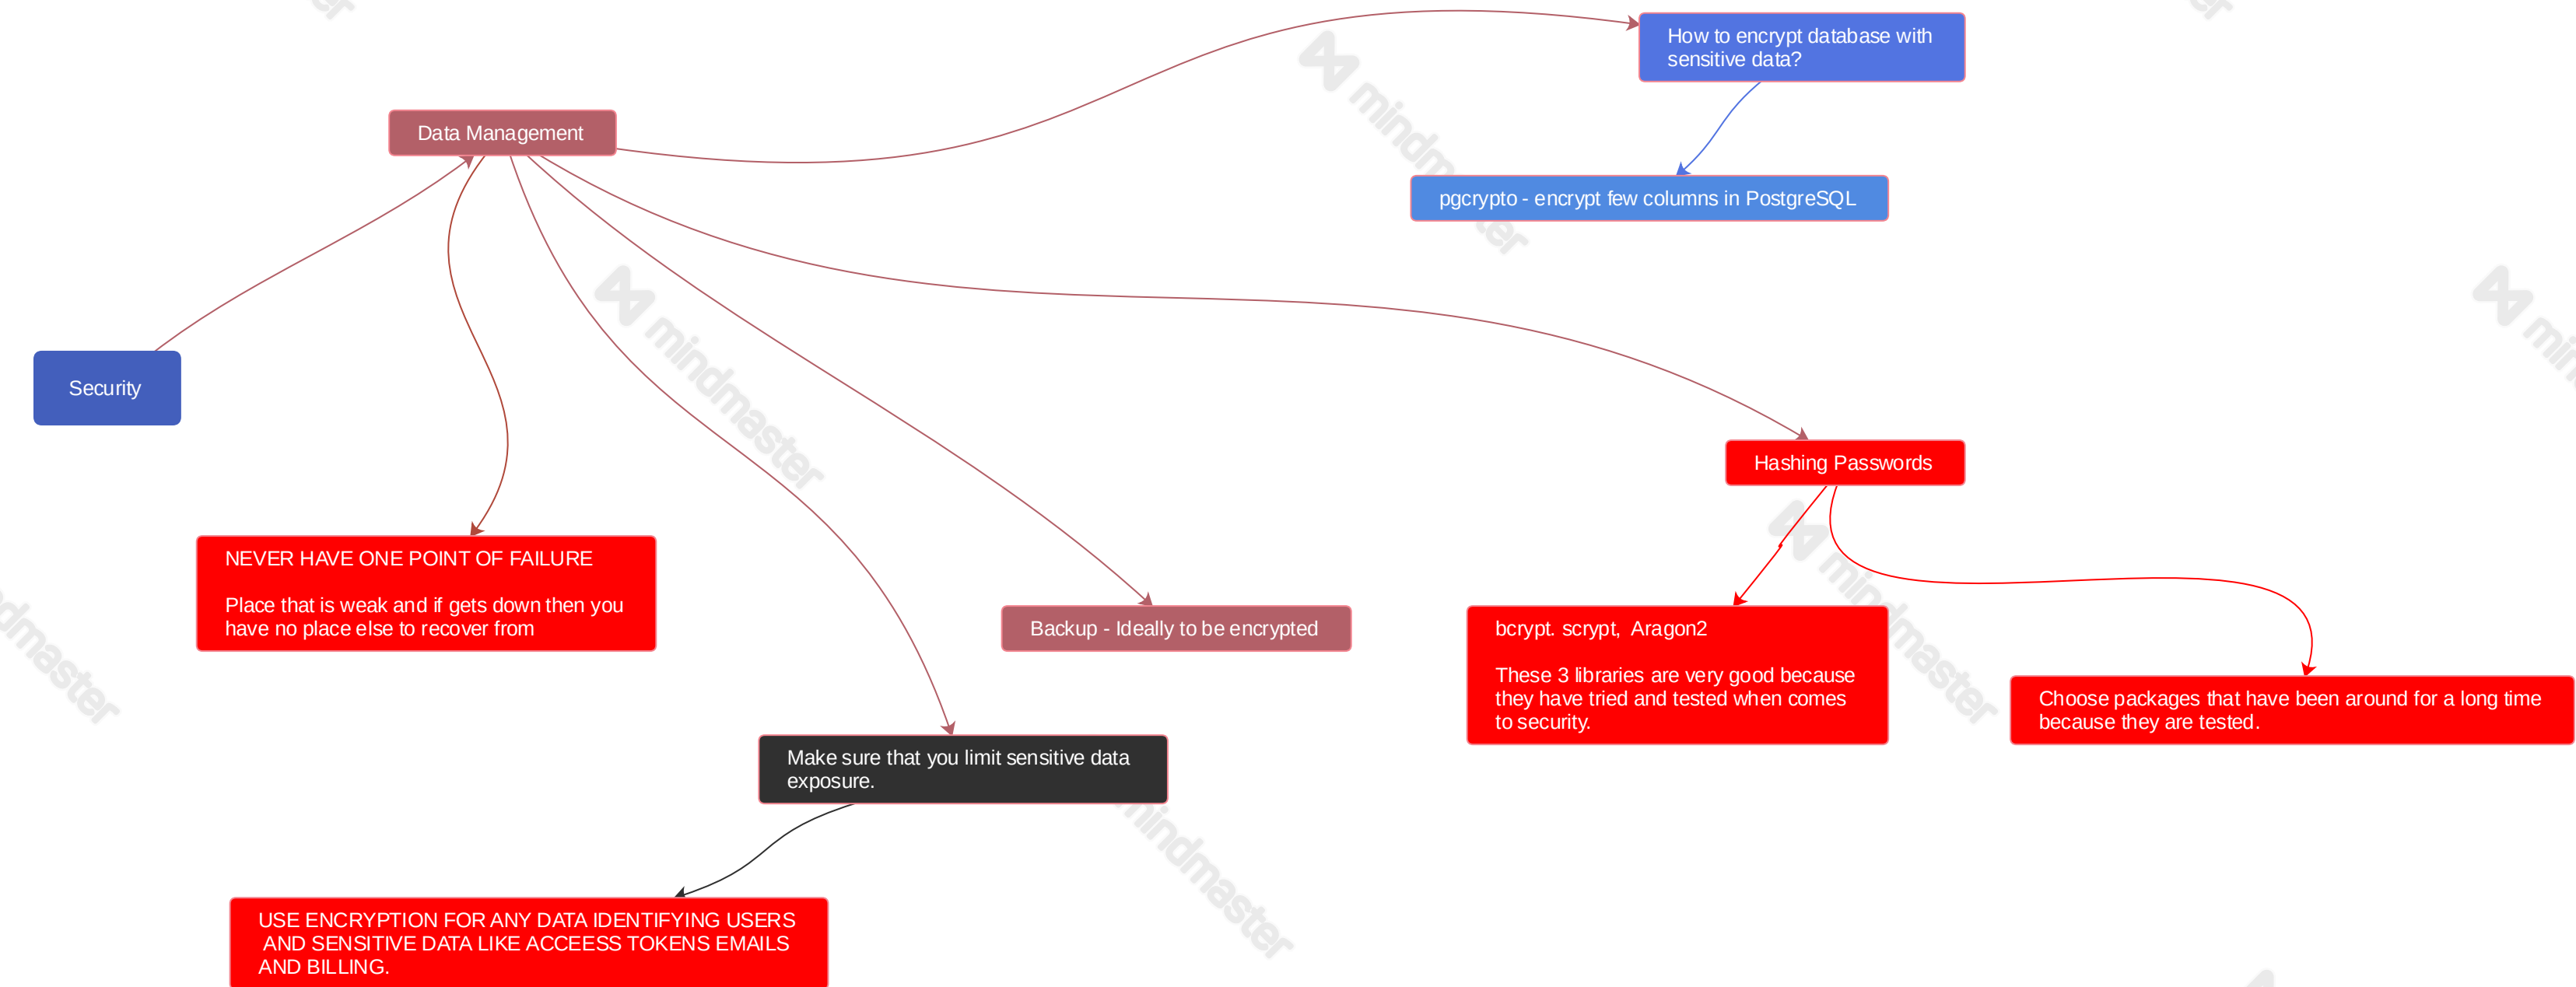 How to encrypt database with
sensitive data?
Data Management
pgcrypto - encrypt few columns in PostgreSQL
Security
Hashing Passwords
NEVER HAVE ONE POINT OF FAILURE
Place that is weak and if gets down then you
have no place else to recover from
Backup - Ideally to be encrypted
bcrypt. scrypt,  Aragon2
These 3 libraries are very good because
they have tried and tested when comes
to security.
Choose packages that have been around for a long time
because they are tested.
Make sure that you limit sensitive data
exposure.
USE ENCRYPTION FOR ANY DATA IDENTIFYING USERS
AND SENSITIVE DATA LIKE ACCEESS TOKENS EMAILS
AND BILLING.
mindmaster
mindmaster
mindmaster
mindmaster